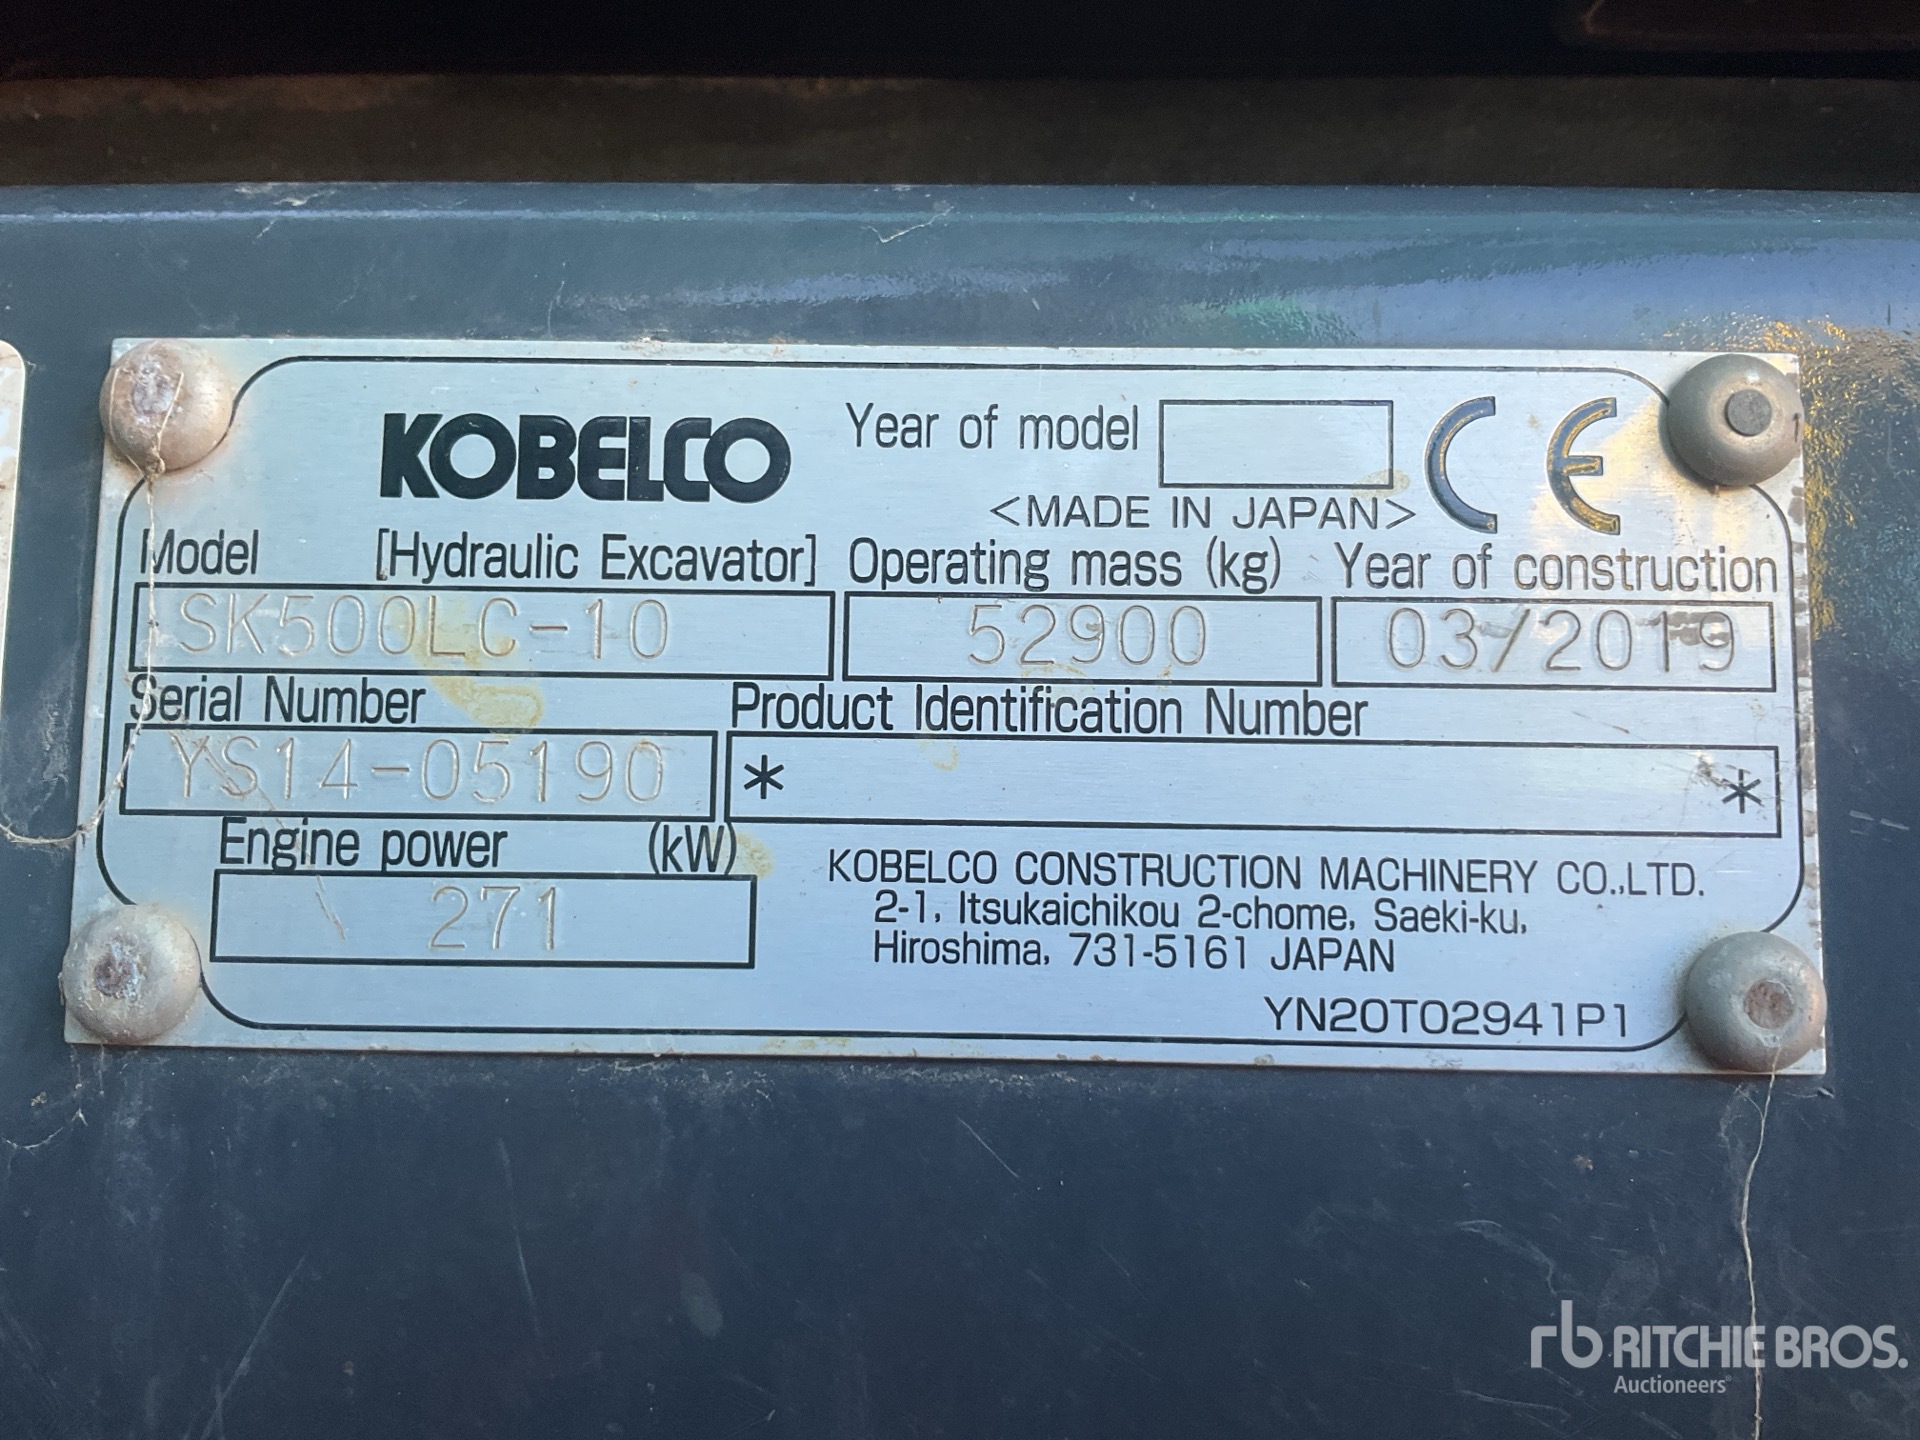 KOBELCO
Year of model
<MADE IN JAPAN>
CE
Model [Hydraulic Excavator] Operating mass (kg) Year of construction
SK500LC-10 52900 03/2019
Serial Number Product Identification Number
YS14-05190 * *
Engine power (kW)
271
KOBELCO CONSTRUCTION MACHINERY CO.,LTD.
2-1, Itsukaichikou 2-chome, Saeki-ku,
Hiroshima, 731-5161 JAPAN
YN20T02941P1
rb RITCHIE BROS.
Auctioneers